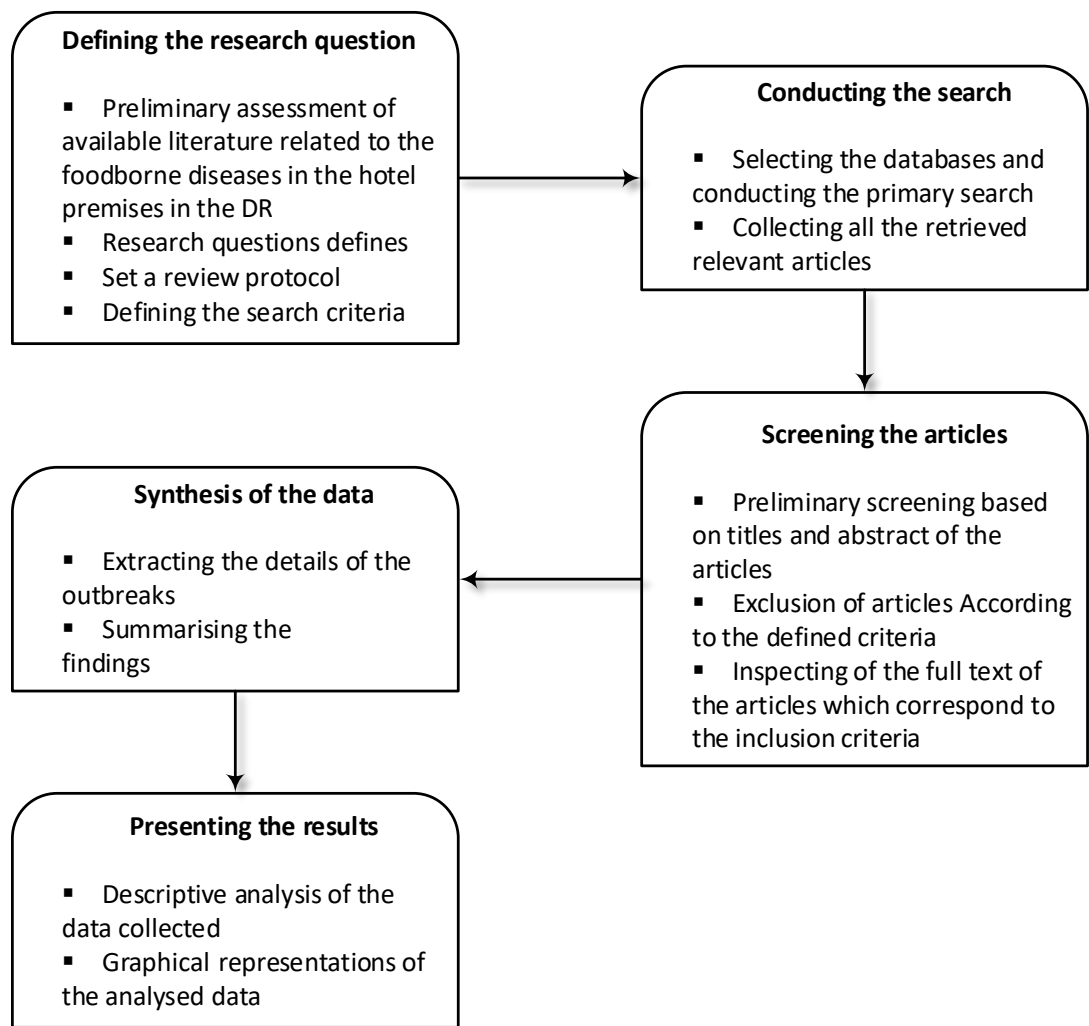 Defining the research question
▪ Preliminary assessment of
available literature related to the
foodborne diseases in the hotel
premises in the DR
▪ Research questions defines
▪ Set a review protocol
▪ Defining the search criteria
Conducting the search
▪ Selecting the databases and
conducting the primary search
▪ Collecting all the retrieved
relevant articles
Screening the articles
▪ Preliminary screening based
on titles and abstract of the
articles
▪ Exclusion of articles According
to the defined criteria
▪ Inspecting of the full text of
the articles which correspond to
the inclusion criteria
Synthesis of the data
▪ Extracting the details of the
outbreaks
▪ Summarising the
findings
Presenting the results
▪ Descriptive analysis of the
data collected
▪ Graphical representations of
the analysed data